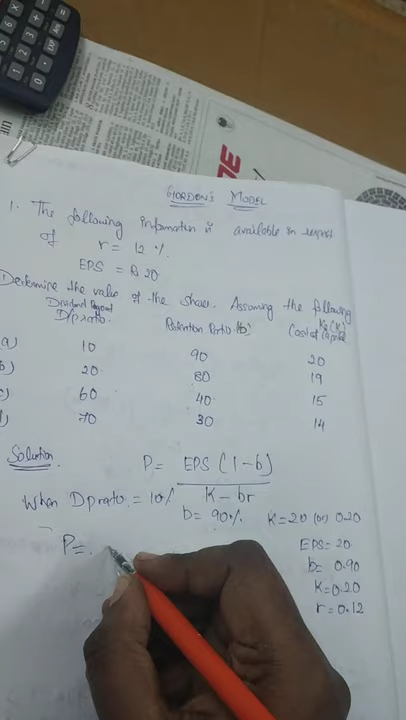 GORDON'S MODEL
1. The following information is available in respect
of r = 12 %.
EPS = Rs 20
Determine the value of the shares. Assuming the following
Dividend Payout
D/p ratio Retention Ratio (b) Ke (K) Cost of Capital
a) 10 90 20
b) 20 80 19
c) 60 40 15
d) 70 30 14
Solution. P = EPS (1-b)
K - br
When D p ratio = 10%
b = 90% K = 20 (or) 0.20
P = . EPS = 20
b = 0.90
K = 0.20
r = 0.12